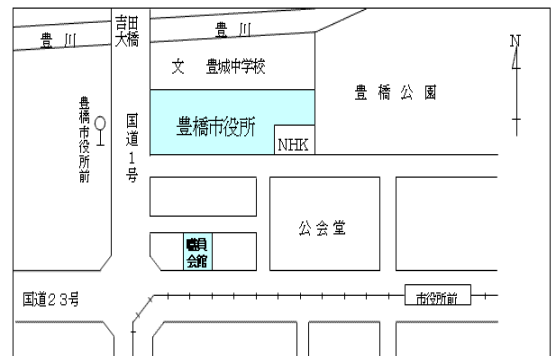 吉田
大橋
豊 川
豊 川
文 豊城中学校
豊 橋 公 園
N
豊橋市役所
NHK
豊橋市役所前
国道1号
公 会 堂
職員
会館
国道23号
市役所前